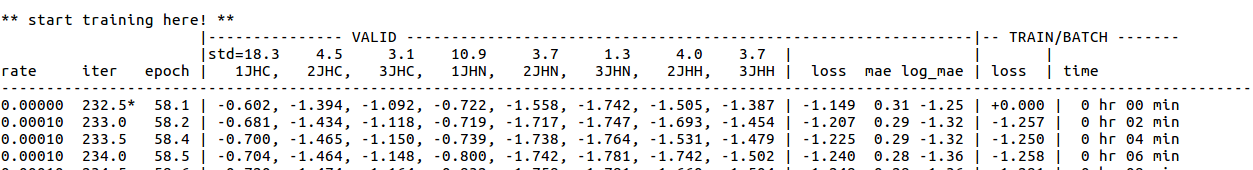 ** start training here! **
|--------------- VALID ----------------------------------------------------------------|-- TRAIN/BATCH -------
|std=18.3 4.5 3.1 10.9 3.7 1.3 4.0 3.7 | | |
rate iter epoch | 1JHC, 2JHC, 3JHC, 1JHN, 2JHN, 3JHN, 2JHH, 3JHH | loss mae log_mae | loss | time
0.00000 232.5* 58.1 | -0.602, -1.394, -1.092, -0.722, -1.558, -1.742, -1.505, -1.387 | -1.149 0.31 -1.25 | +0.000 | 0 hr 00 min
0.00010 233.0 58.2 | -0.681, -1.434, -1.118, -0.719, -1.717, -1.747, -1.693, -1.454 | -1.207 0.29 -1.32 | -1.257 | 0 hr 02 min
0.00010 233.5 58.4 | -0.700, -1.465, -1.150, -0.739, -1.738, -1.764, -1.531, -1.479 | -1.225 0.29 -1.32 | -1.250 | 0 hr 04 min
0.00010 234.0 58.5 | -0.704, -1.464, -1.148, -0.800, -1.742, -1.781, -1.742, -1.502 | -1.240 0.28 -1.36 | -1.258 | 0 hr 06 min